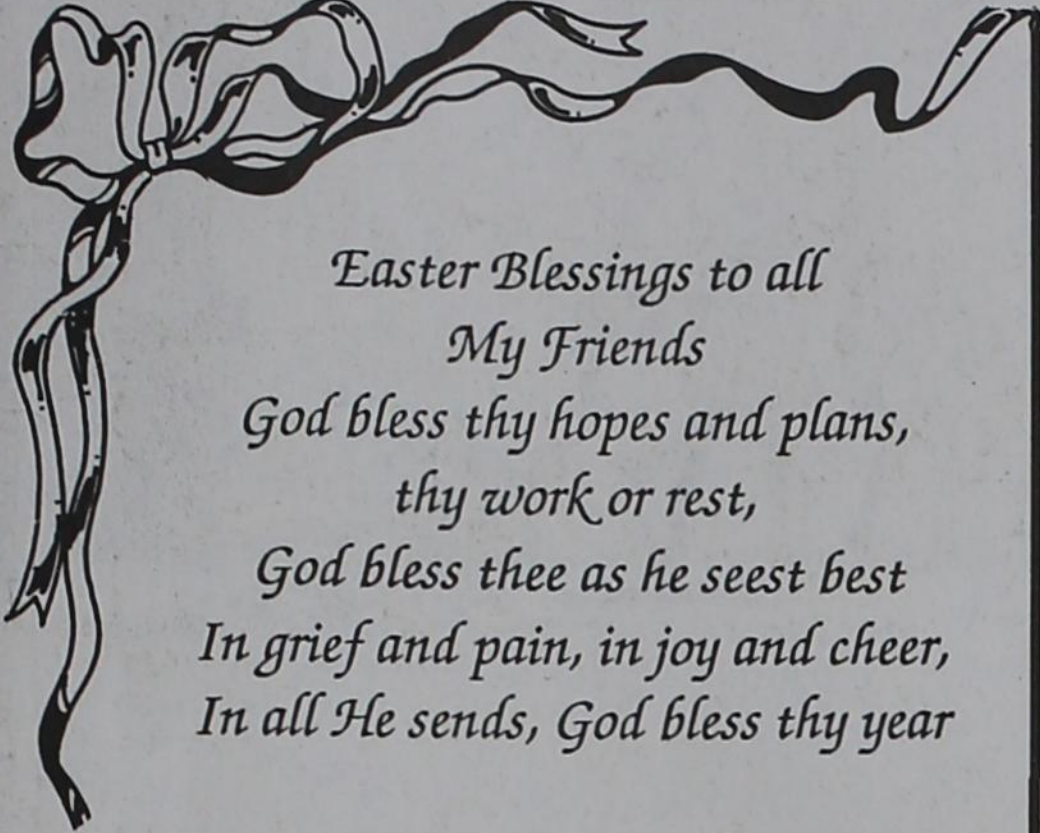 Easter Blessings to all
My Friends
God bless thy hopes and plans,
thy work or rest,
God bless thee as he seest best
In grief and pain, in joy and cheer,
In all He sends, God bless thy year